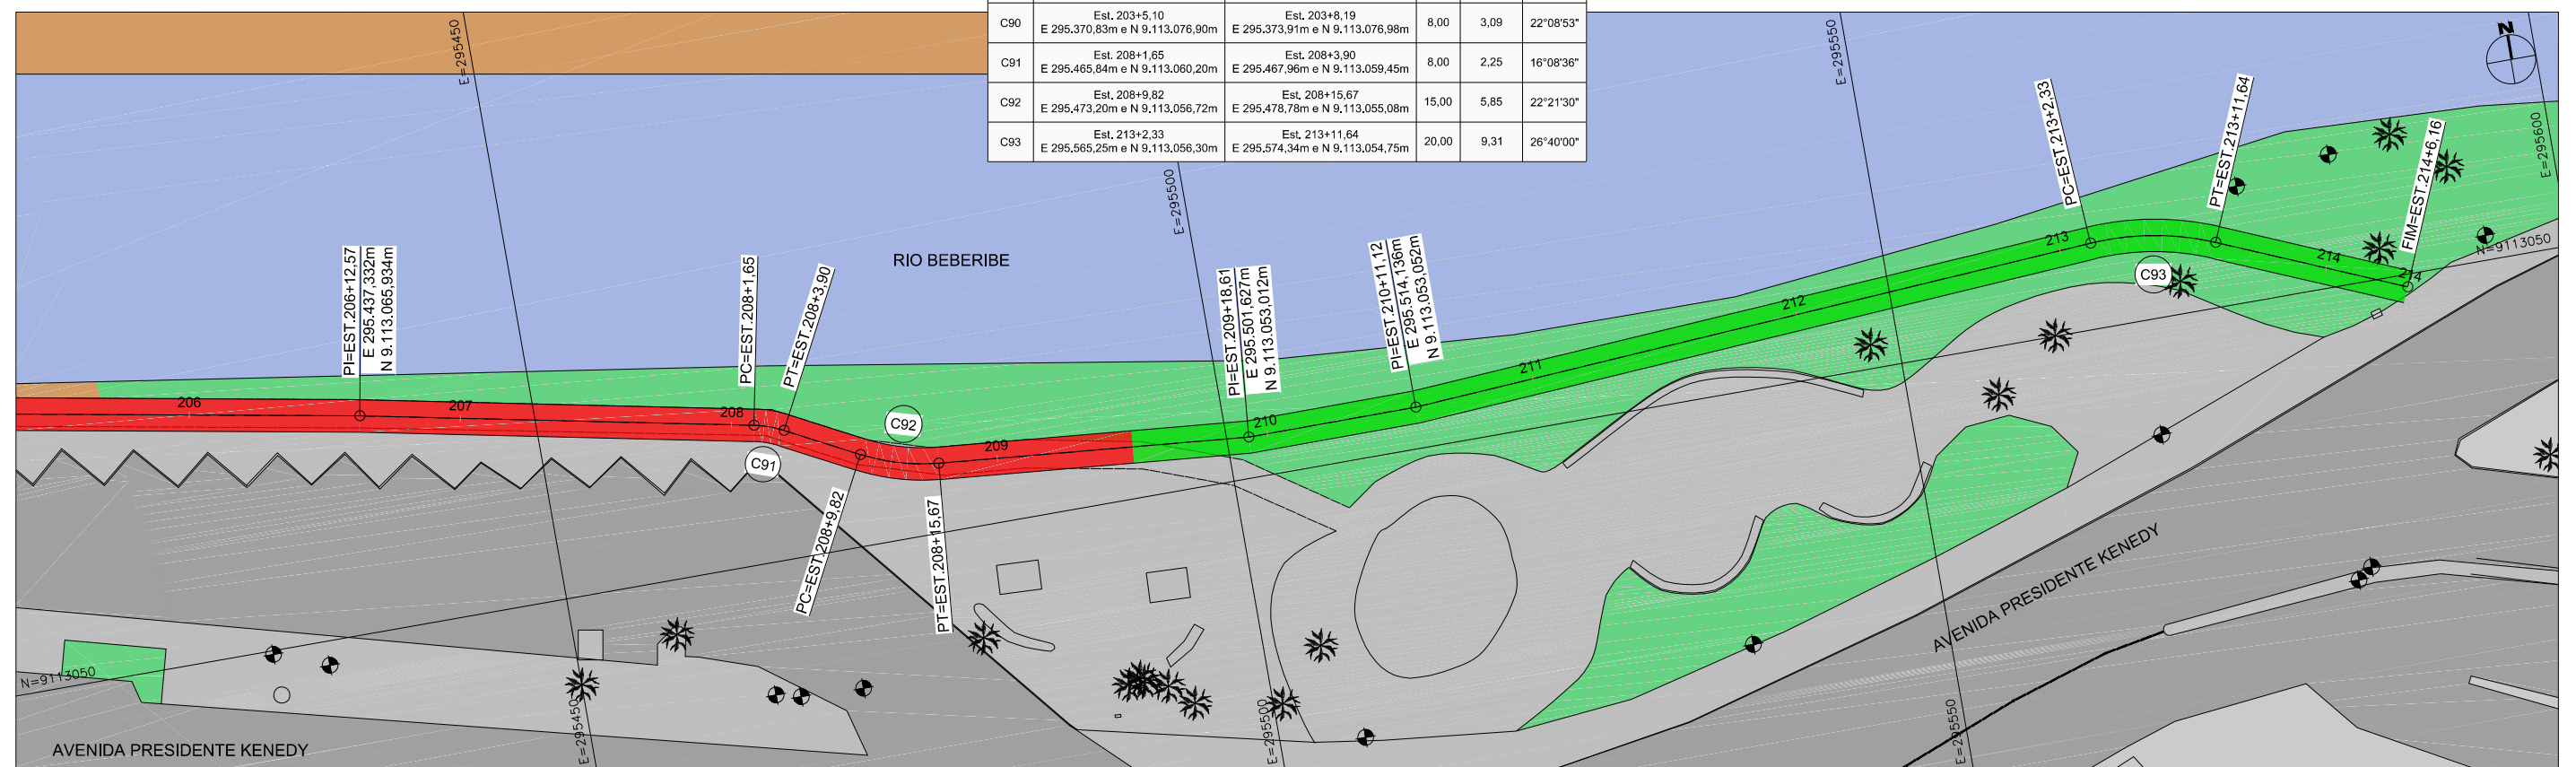 C90 Est. 203+5,10 Est. 203+8,19 8,00 3,09 22°08'53"
E 295.370,83m e N 9.113.076,90m E 295.373,91m e N 9.113.076,98m
C91 Est. 208+1,65 Est. 208+3,90 8,00 2,25 16°08'36"
E 295.465,84m e N 9.113.060,20m E 295.467,96m e N 9.113.059,45m
C92 Est. 208+9,82 Est. 208+15,67 15,00 5,85 22°21'30"
E 295.473,20m e N 9.113.056,72m E 295.478,78m e N 9.113.055,08m
C93 Est. 213+2,33 Est. 213+11,64 20,00 9,31 26°40'00"
E 295.565,25m e N 9.113.056,30m E 295.574,34m e N 9.113.054,75m
E=295450
E=295500
E=295550
E=295600
N
RIO BEBERIBE
PI=EST.206+12,57
E 295.437,332m
N 9.113.065,934m
PC=EST.208+1,65
PT=EST.208+3,90
PI=EST.209+18,61
E 295.501,627m
N 9.113.053,012m
PI=EST.210+11,12
E 295.514,136m
N 9.113.053,052m
PC=EST.213+2,33
PT=EST.213+11,64
FIM=EST.214+6,16
N=9113050
206
207
208
209
210
211
212
213
214
214
C91
C92
C93
PC=EST.208+9,82
PT=EST.208+15,67
N=9113050
E=295450
E=295500
E=295550
AVENIDA PRESIDENTE KENEDY
AVENIDA PRESIDENTE KENEDY